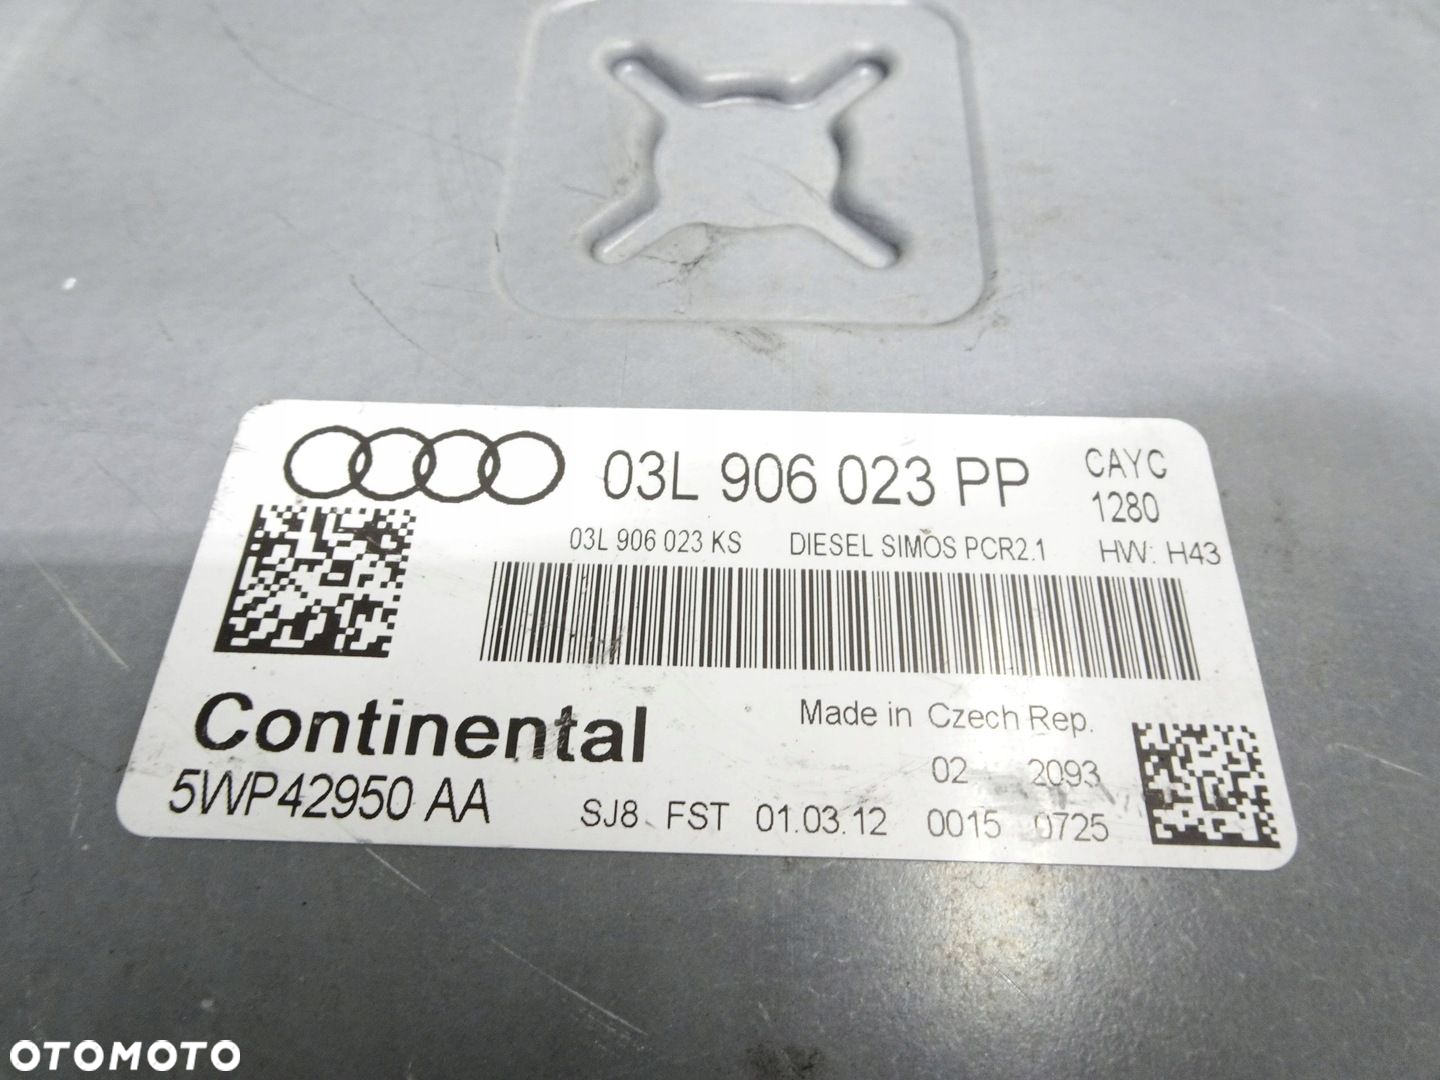 03L 906 023 PP
CAYC
1280
03L 906 023 KS DIESEL SIMOS PCR2.1 HW: H43
Continental
Made in Czech Rep.
02 2093
5WP42950 AA
SJ8 FST 01.03.12 0015 0725
OTOMOTO